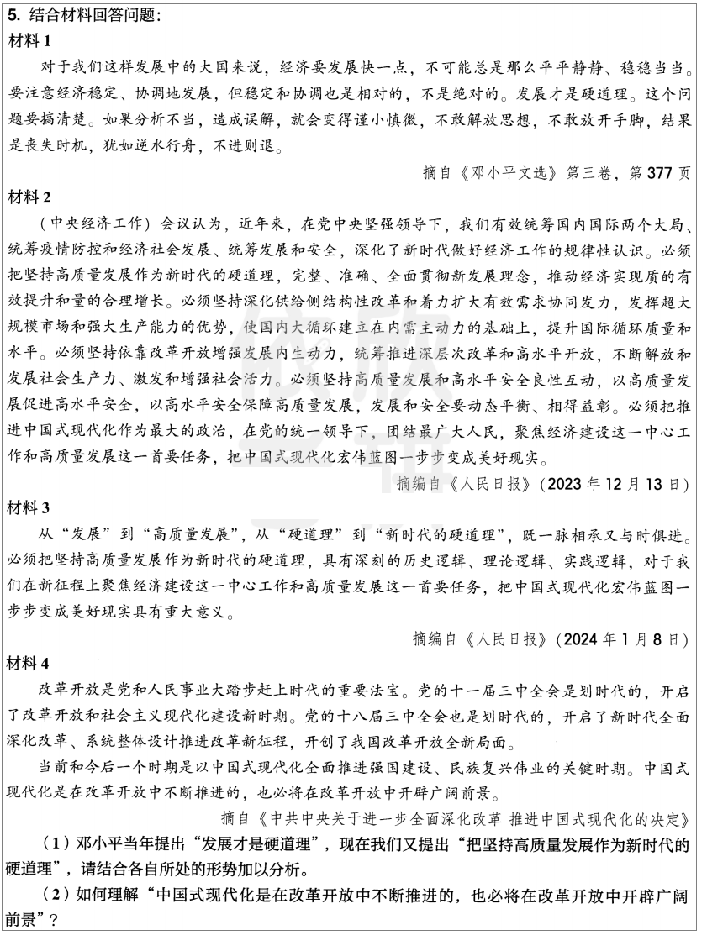 5. 结合材料回答问题：
材料 1
对于我们这样发展中的大国来说，经济要发展快一点，不可能总是那么平平静静、稳稳当当。
要注意经济稳定、协调地发展，但稳定和协调也是相对的，不是绝对的。发展才是硬道理。这个问
题要搞清楚。如果分析不当，造成误解，就会变得谨小慎微，不敢解放思想，不敢放开手脚，结果
是丧失时机，犹如逆水行舟，不进则退。
摘自《邓小平文选》第三卷，第 377 页
材料 2
（中央经济工作）会议认为，近年来，在党中央坚强领导下，我们有效统筹国内国际两个大局、
统筹疫情防控和经济社会发展、统筹发展和安全，深化了新时代做好经济工作的规律性认识。必须
把坚持高质量发展作为新时代的硬道理，完整、准确、全面贯彻新发展理念，推动经济实现质的有
效提升和量的合理增长。必须坚持深化供给侧结构性改革和着力扩大有效需求协同发力，发挥超大
规模市场和强大生产能力的优势，使国内大循环建立在内需主动力的基础上，提升国际循环质量和
水平。必须坚持依靠改革开放增强发展内生动力，统筹推进深层次改革和高水平开放，不断解放和
发展社会生产力、激发和增强社会活力。必须坚持高质量发展和高水平安全良性互动，以高质量发
展促进高水平安全，以高水平安全保障高质量发展，发展和安全要动态平衡、相得益彰。必须把推
进中国式现代化作为最大的政治，在党的统一领导下，团结最广大人民，聚焦经济建设这一中心工
作和高质量发展这一首要任务，把中国式现代化宏伟蓝图一步步变成美好现实。
摘编自《人民日报》（2023 年 12 月 13 日）
材料 3
从“发展”到“高质量发展”，从“硬道理”到“新时代的硬道理”，既一脉相承又与时俱进。
必须把坚持高质量发展作为新时代的硬道理，具有深刻的历史逻辑、理论逻辑、实践逻辑，对于我
们在新征程上聚焦经济建设这一中心工作和高质量发展这一首要任务，把中国式现代化宏伟蓝图一
步步变成美好现实具有重大意义。
摘编自《人民日报》（2024 年 1 月 8 日）
材料 4
改革开放是党和人民事业大踏步赶上时代的重要法宝。党的十一届三中全会是划时代的，开启
了改革开放和社会主义现代化建设新时期。党的十八届三中全会也是划时代的，开启了新时代全面
深化改革、系统整体设计推进改革新征程，开创了我国改革开放全新局面。
当前和今后一个时期是以中国式现代化全面推进强国建设、民族复兴伟业的关键时期。中国式
现代化是在改革开放中不断推进的，也必将在改革开放中开辟广阔前景。
摘自《中共中央关于进一步全面深化改革 推进中国式现代化的决定》
（1）邓小平当年提出“发展才是硬道理”，现在我们又提出“把坚持高质量发展作为新时代的
硬道理”，请结合各自所处的形势加以分析。
（2）如何理解“中国式现代化是在改革开放中不断推进的，也必将在改革开放中开辟广阔
前景”？